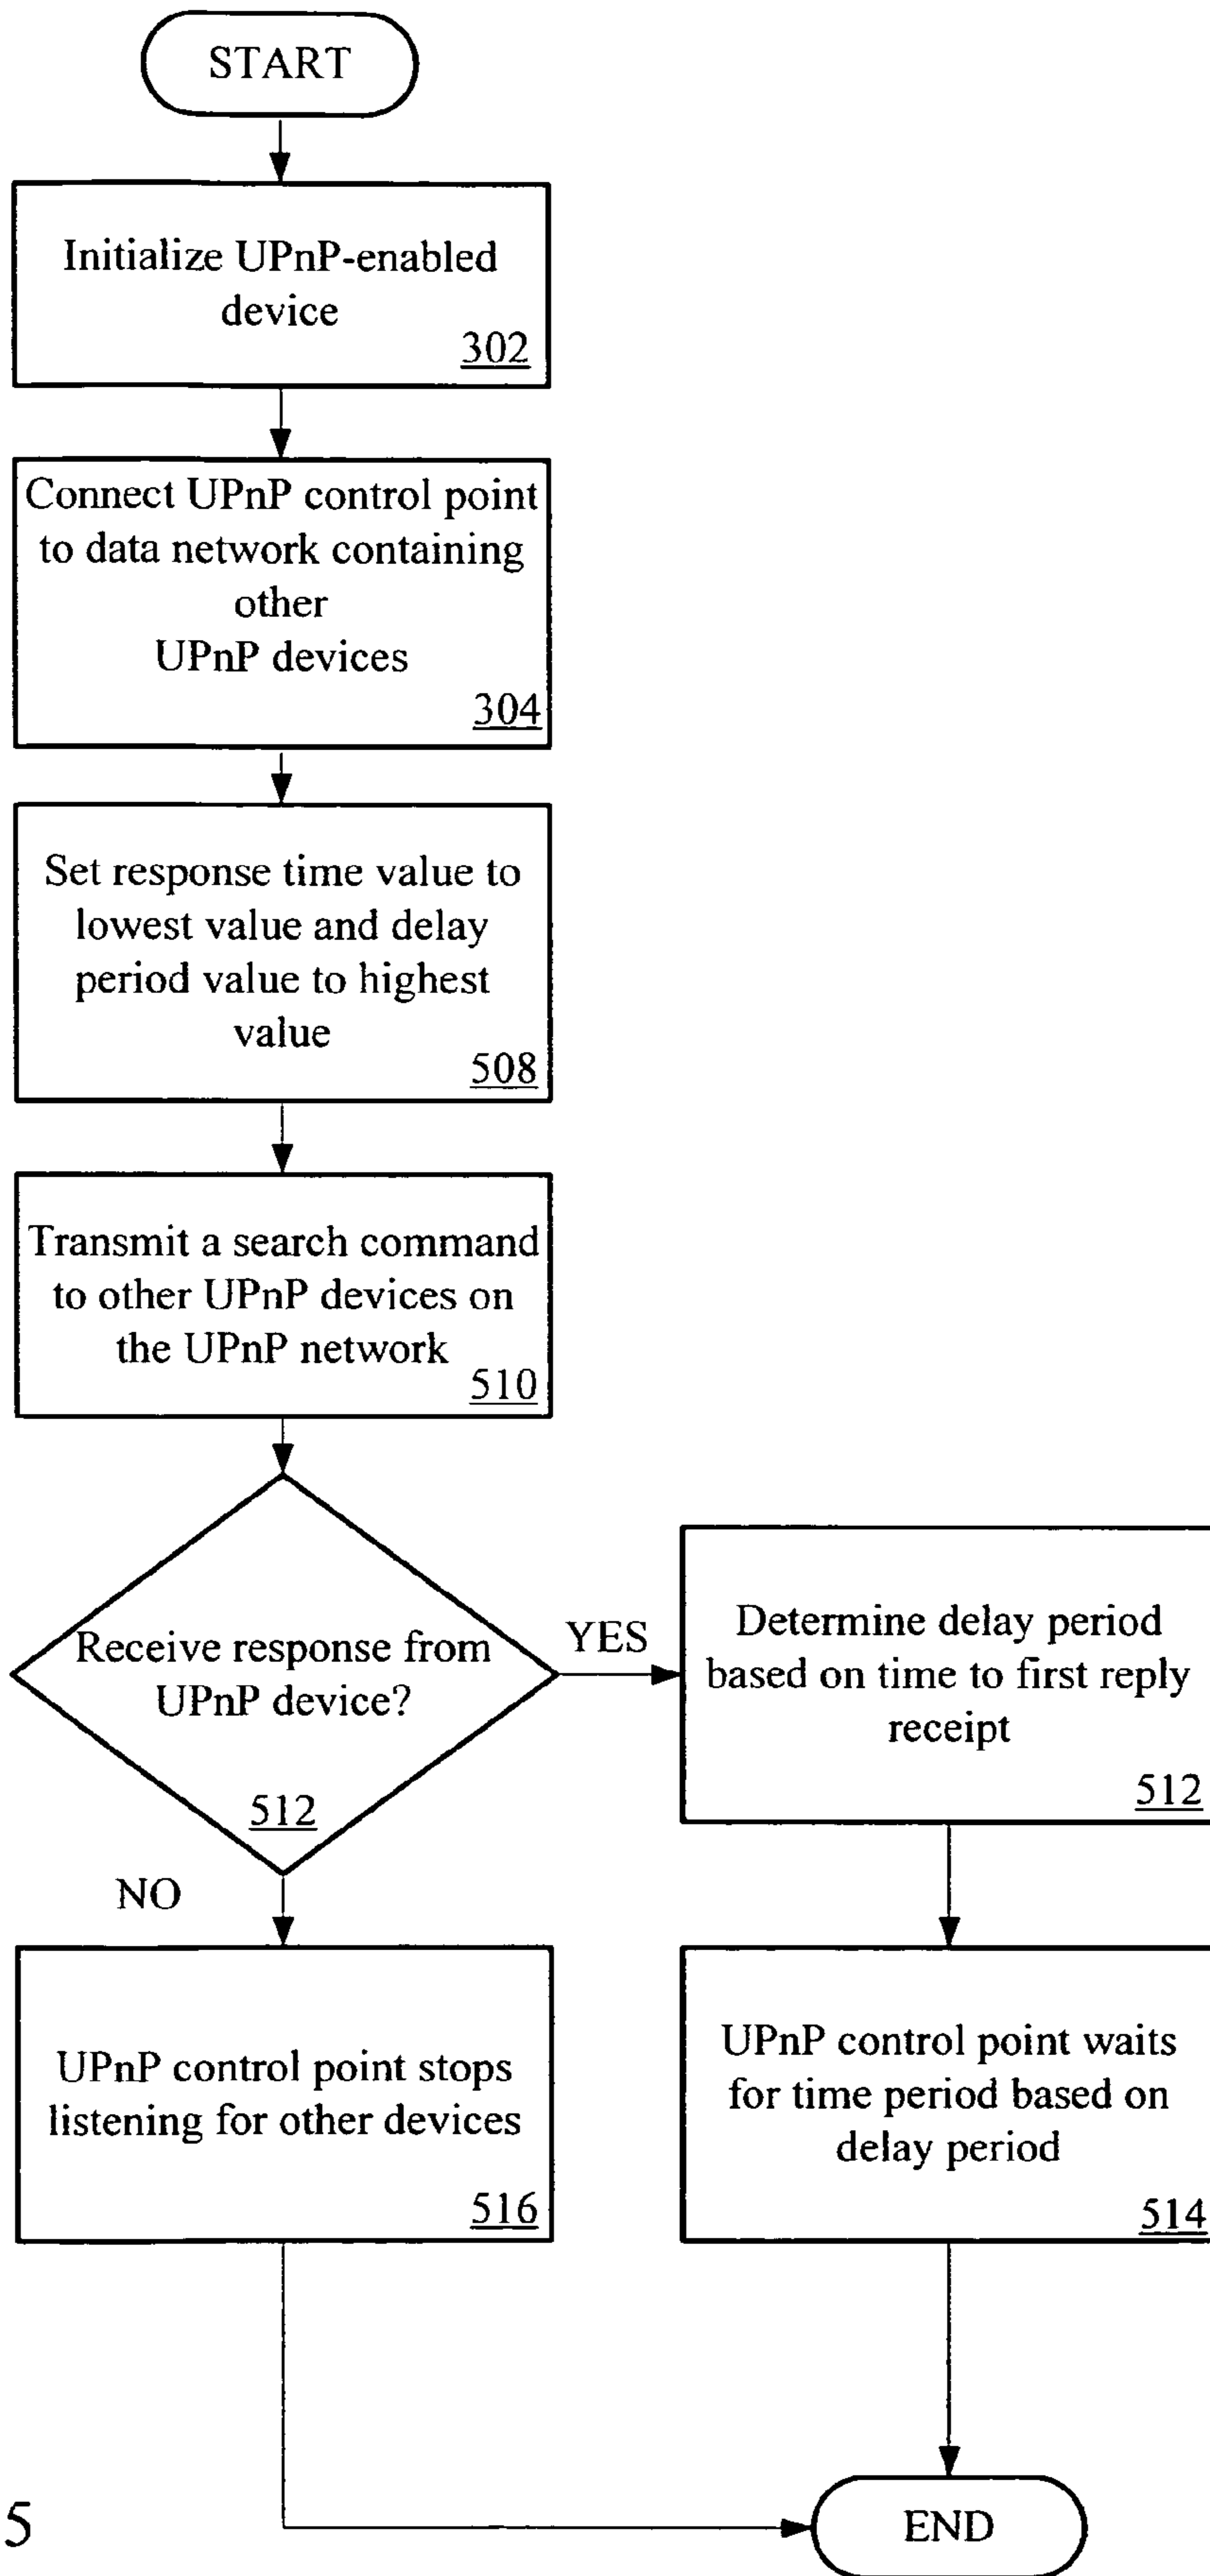 START
Initialize UPnP-enabled
device
302
Connect UPnP control point
to data network containing
other
UPnP devices
304
Set response time value to
lowest value and delay
period value to highest
value
508
Transmit a search command
to other UPnP devices on
the UPnP network
510
Receive response from
UPnP device?
512
YES
Determine delay period
based on time to first reply
receipt
512
NO
UPnP control point stops
listening for other devices
516
UPnP control point waits
for time period based on
delay period
514
END
5